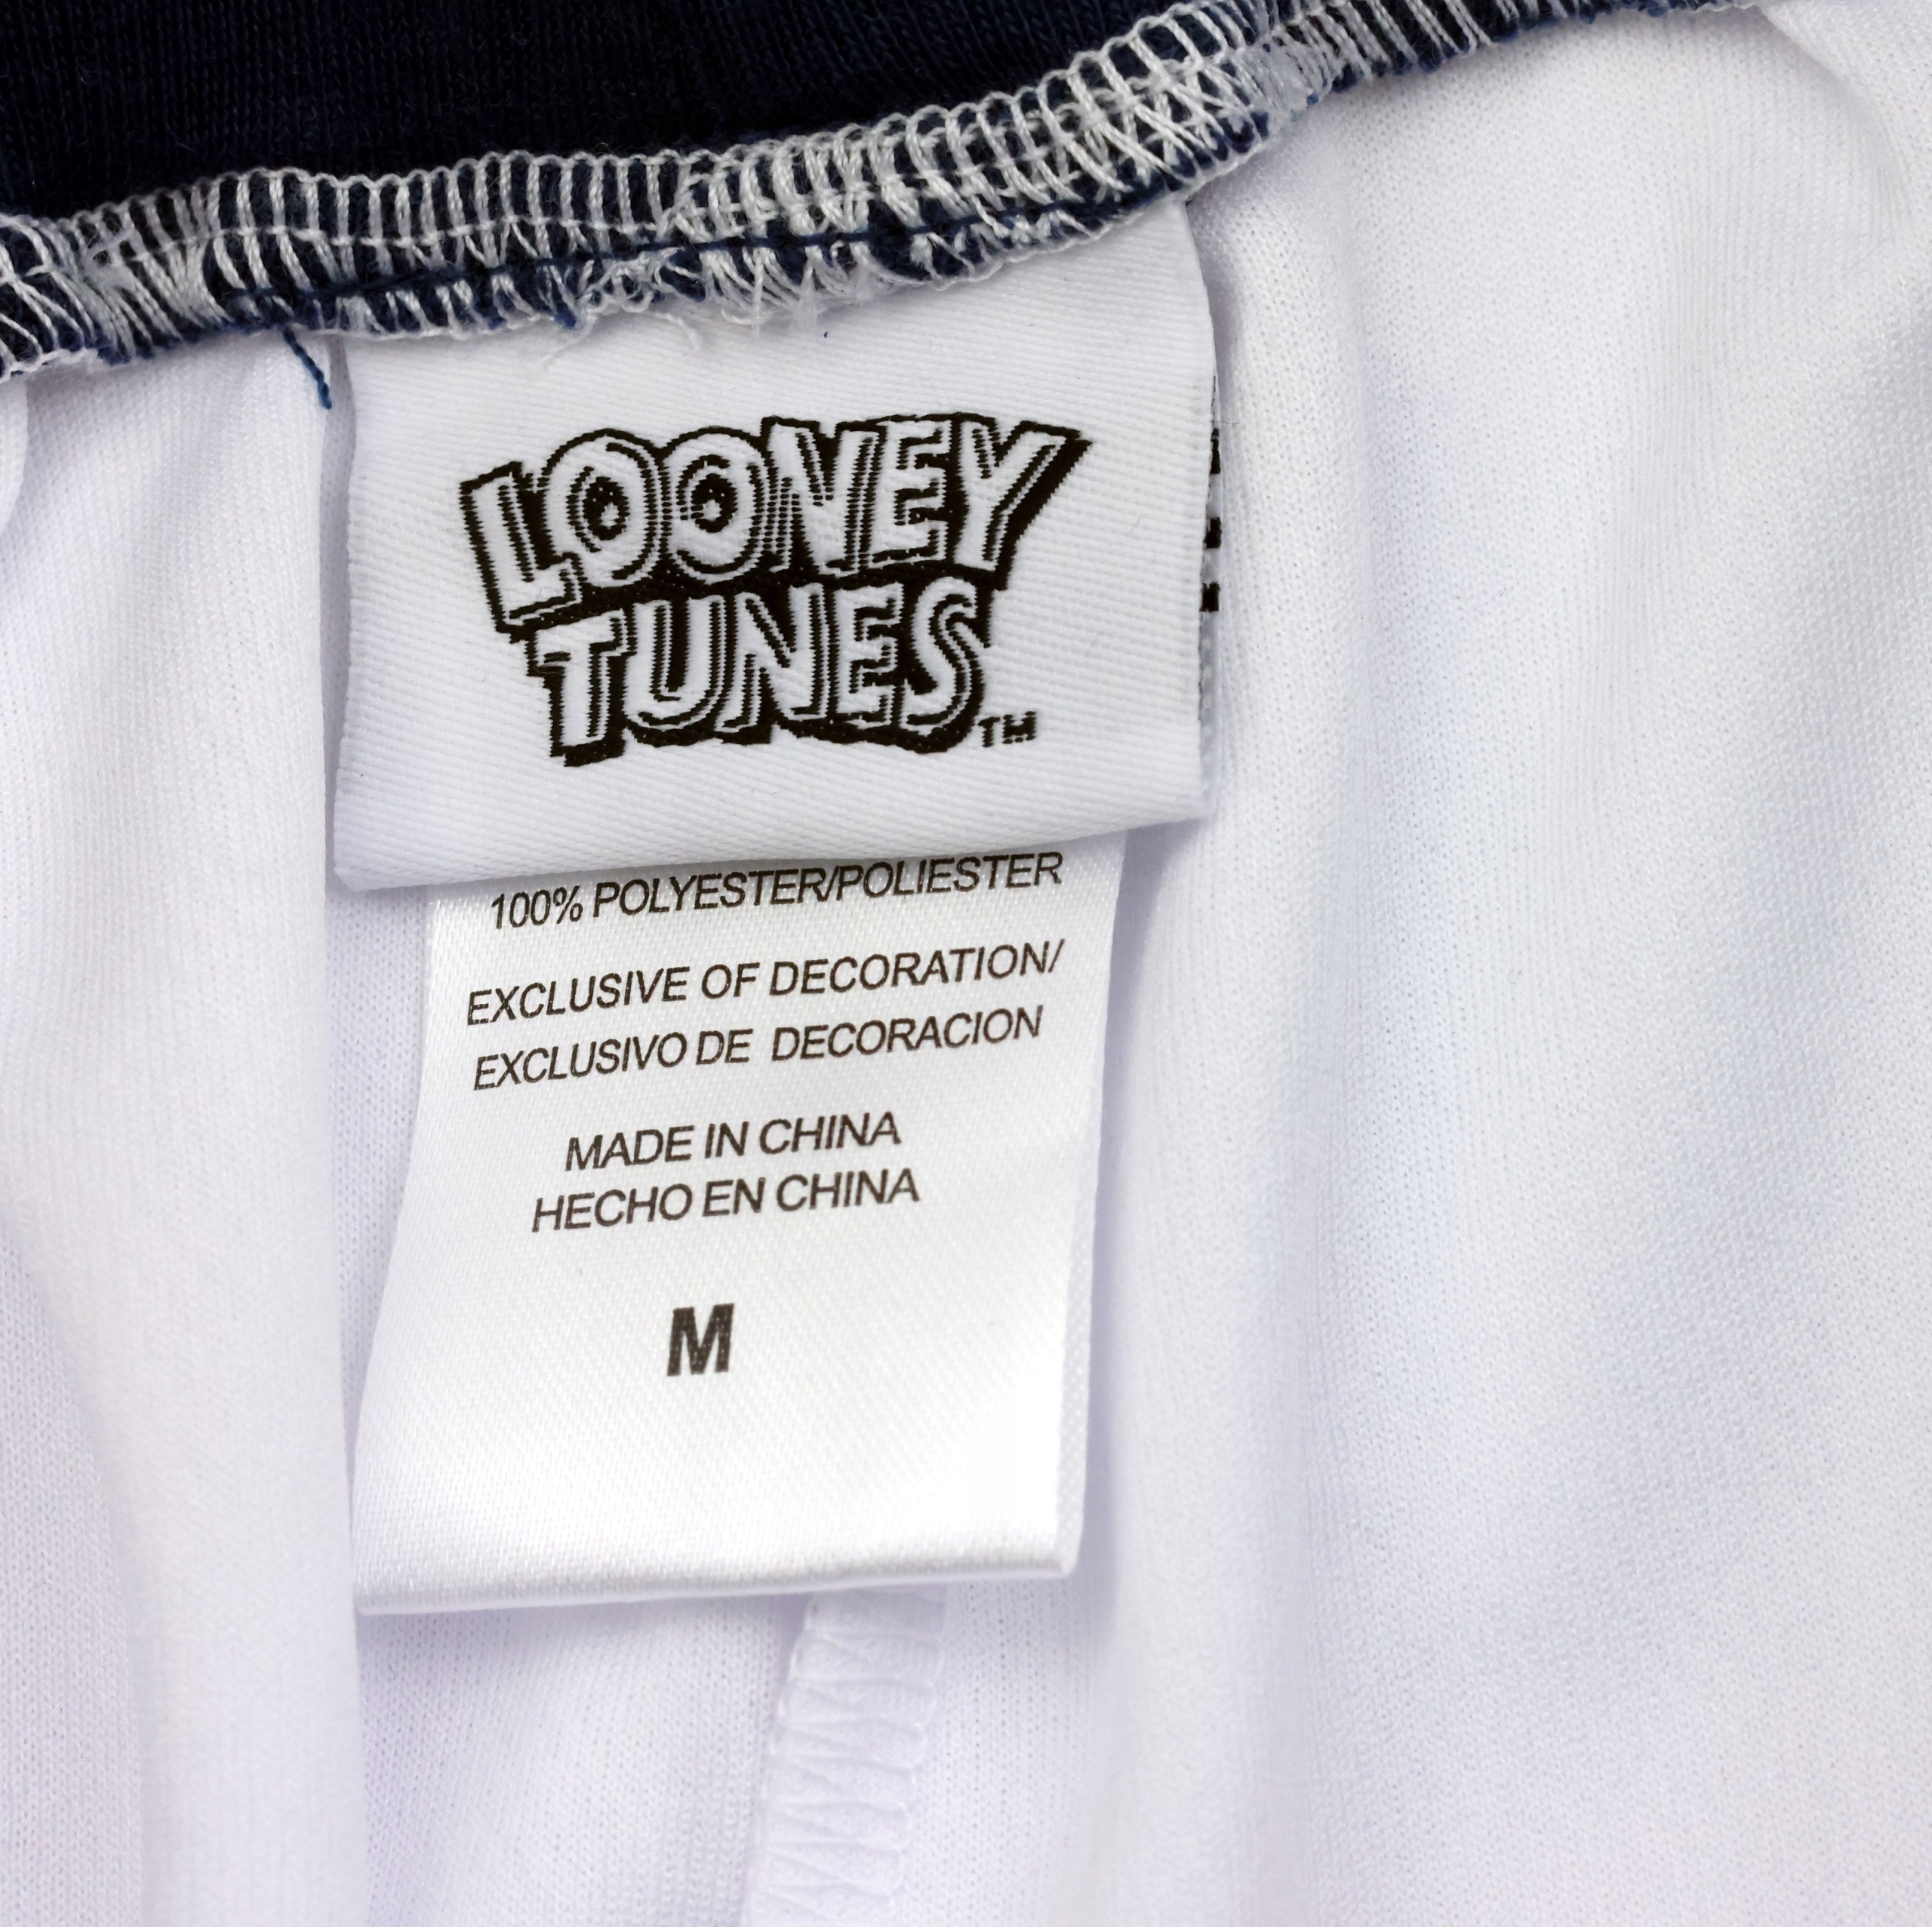 LOONEY
TUNES™
100% POLYESTER/POLIESTER
EXCLUSIVE OF DECORATION/
EXCLUSIVO DE DECORACION
MADE IN CHINA
HECHO EN CHINA
M